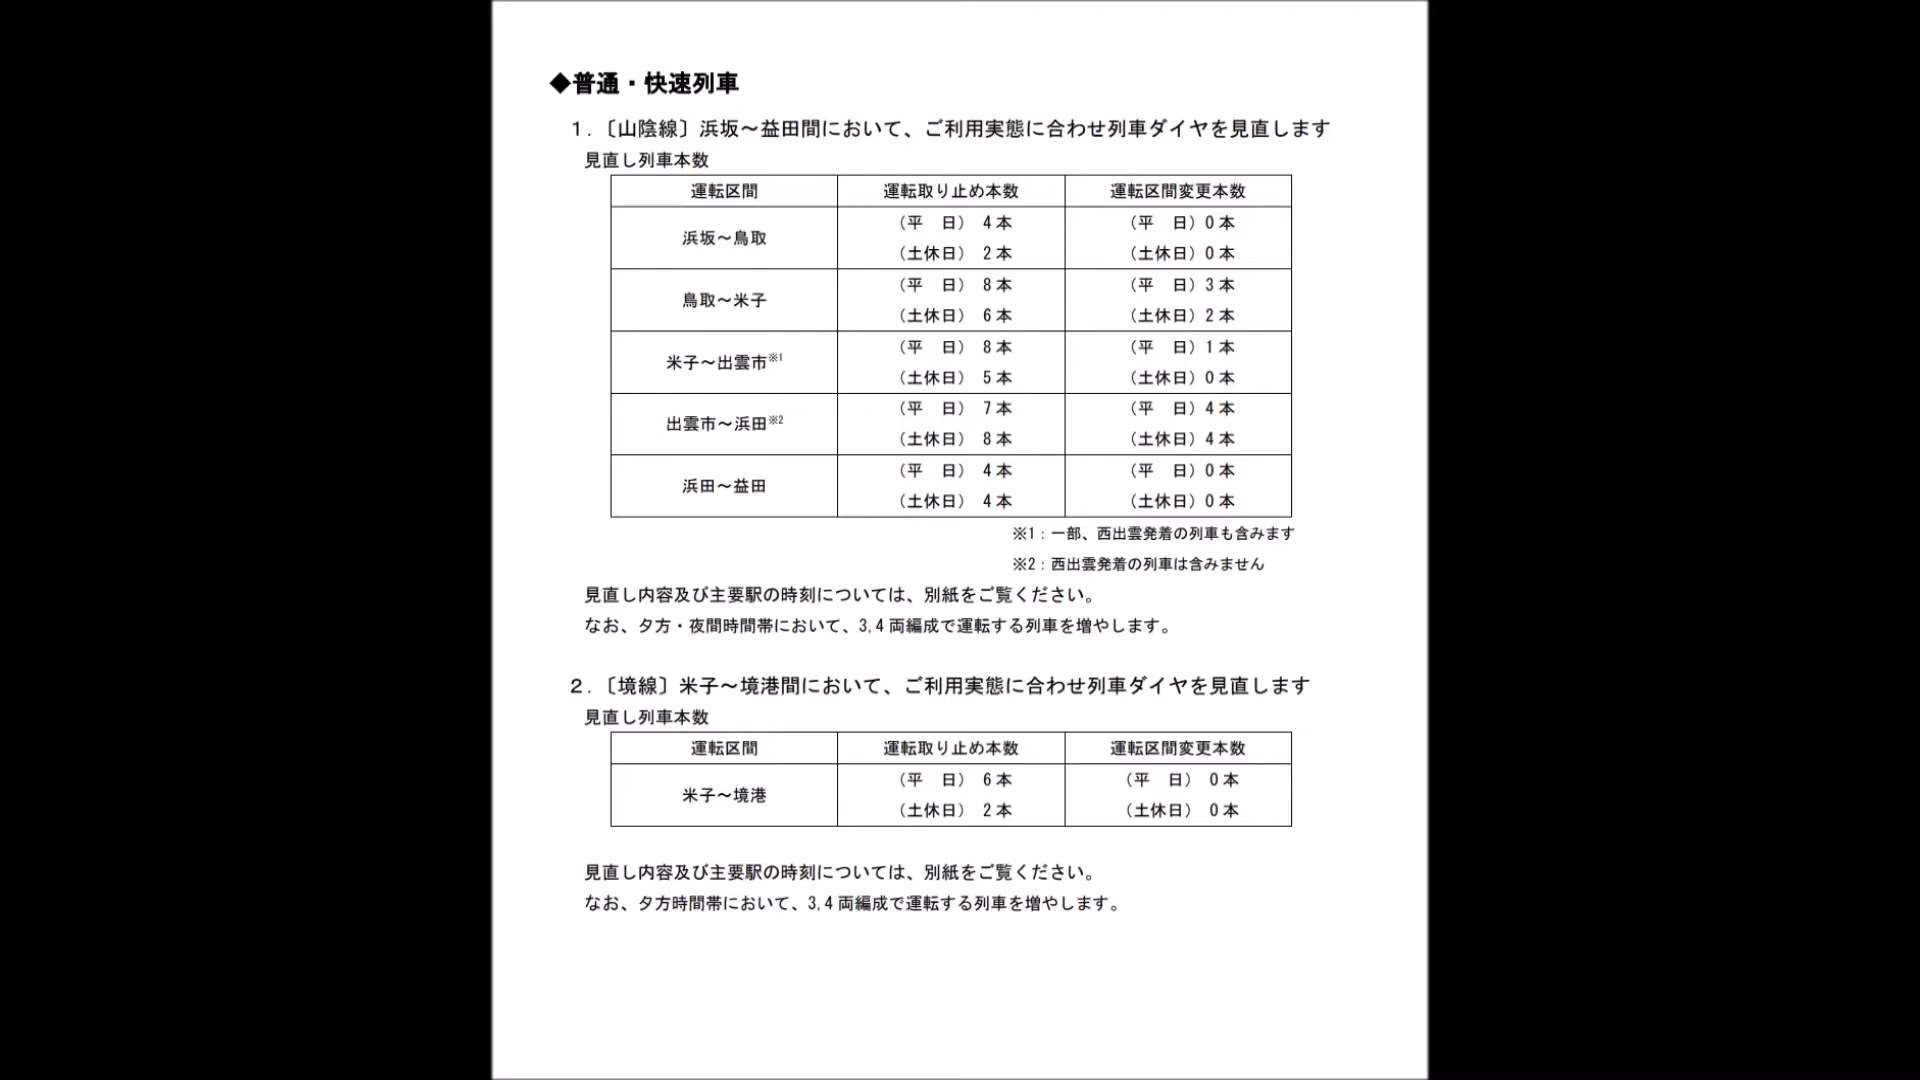 ◆普通・快速列車
１．〔山陰線〕浜坂～益田間において、ご利用実態に合わせ列車ダイヤを見直します
見直し列車本数
運転区間 運転取り止め本数 運転区間変更本数
浜坂～鳥取 （平　日） 4 本 （平　日）0 本
（土休日） 2 本 （土休日）0 本
鳥取～米子 （平　日） 8 本 （平　日）3 本
（土休日） 6 本 （土休日）2 本
米子～出雲市※1 （平　日） 8 本 （平　日）1 本
（土休日） 5 本 （土休日）0 本
出雲市～浜田※2 （平　日） 7 本 （平　日）4 本
（土休日） 8 本 （土休日）4 本
浜田～益田 （平　日） 4 本 （平　日）0 本
（土休日） 4 本 （土休日）0 本
※1：一部、西出雲発着の列車も含みます
※2：西出雲発着の列車は含みません
見直し内容及び主要駅の時刻については、別紙をご覧ください。
なお、夕方・夜間時間帯において、3,4 両編成で運転する列車を増やします。
２．〔境線〕米子～境港間において、ご利用実態に合わせ列車ダイヤを見直します
見直し列車本数
運転区間 運転取り止め本数 運転区間変更本数
米子～境港 （平　日） 6 本 （平　日） 0 本
（土休日） 2 本 （土休日） 0 本
見直し内容及び主要駅の時刻については、別紙をご覧ください。
なお、夕方時間帯において、3,4 両編成で運転する列車を増やします。